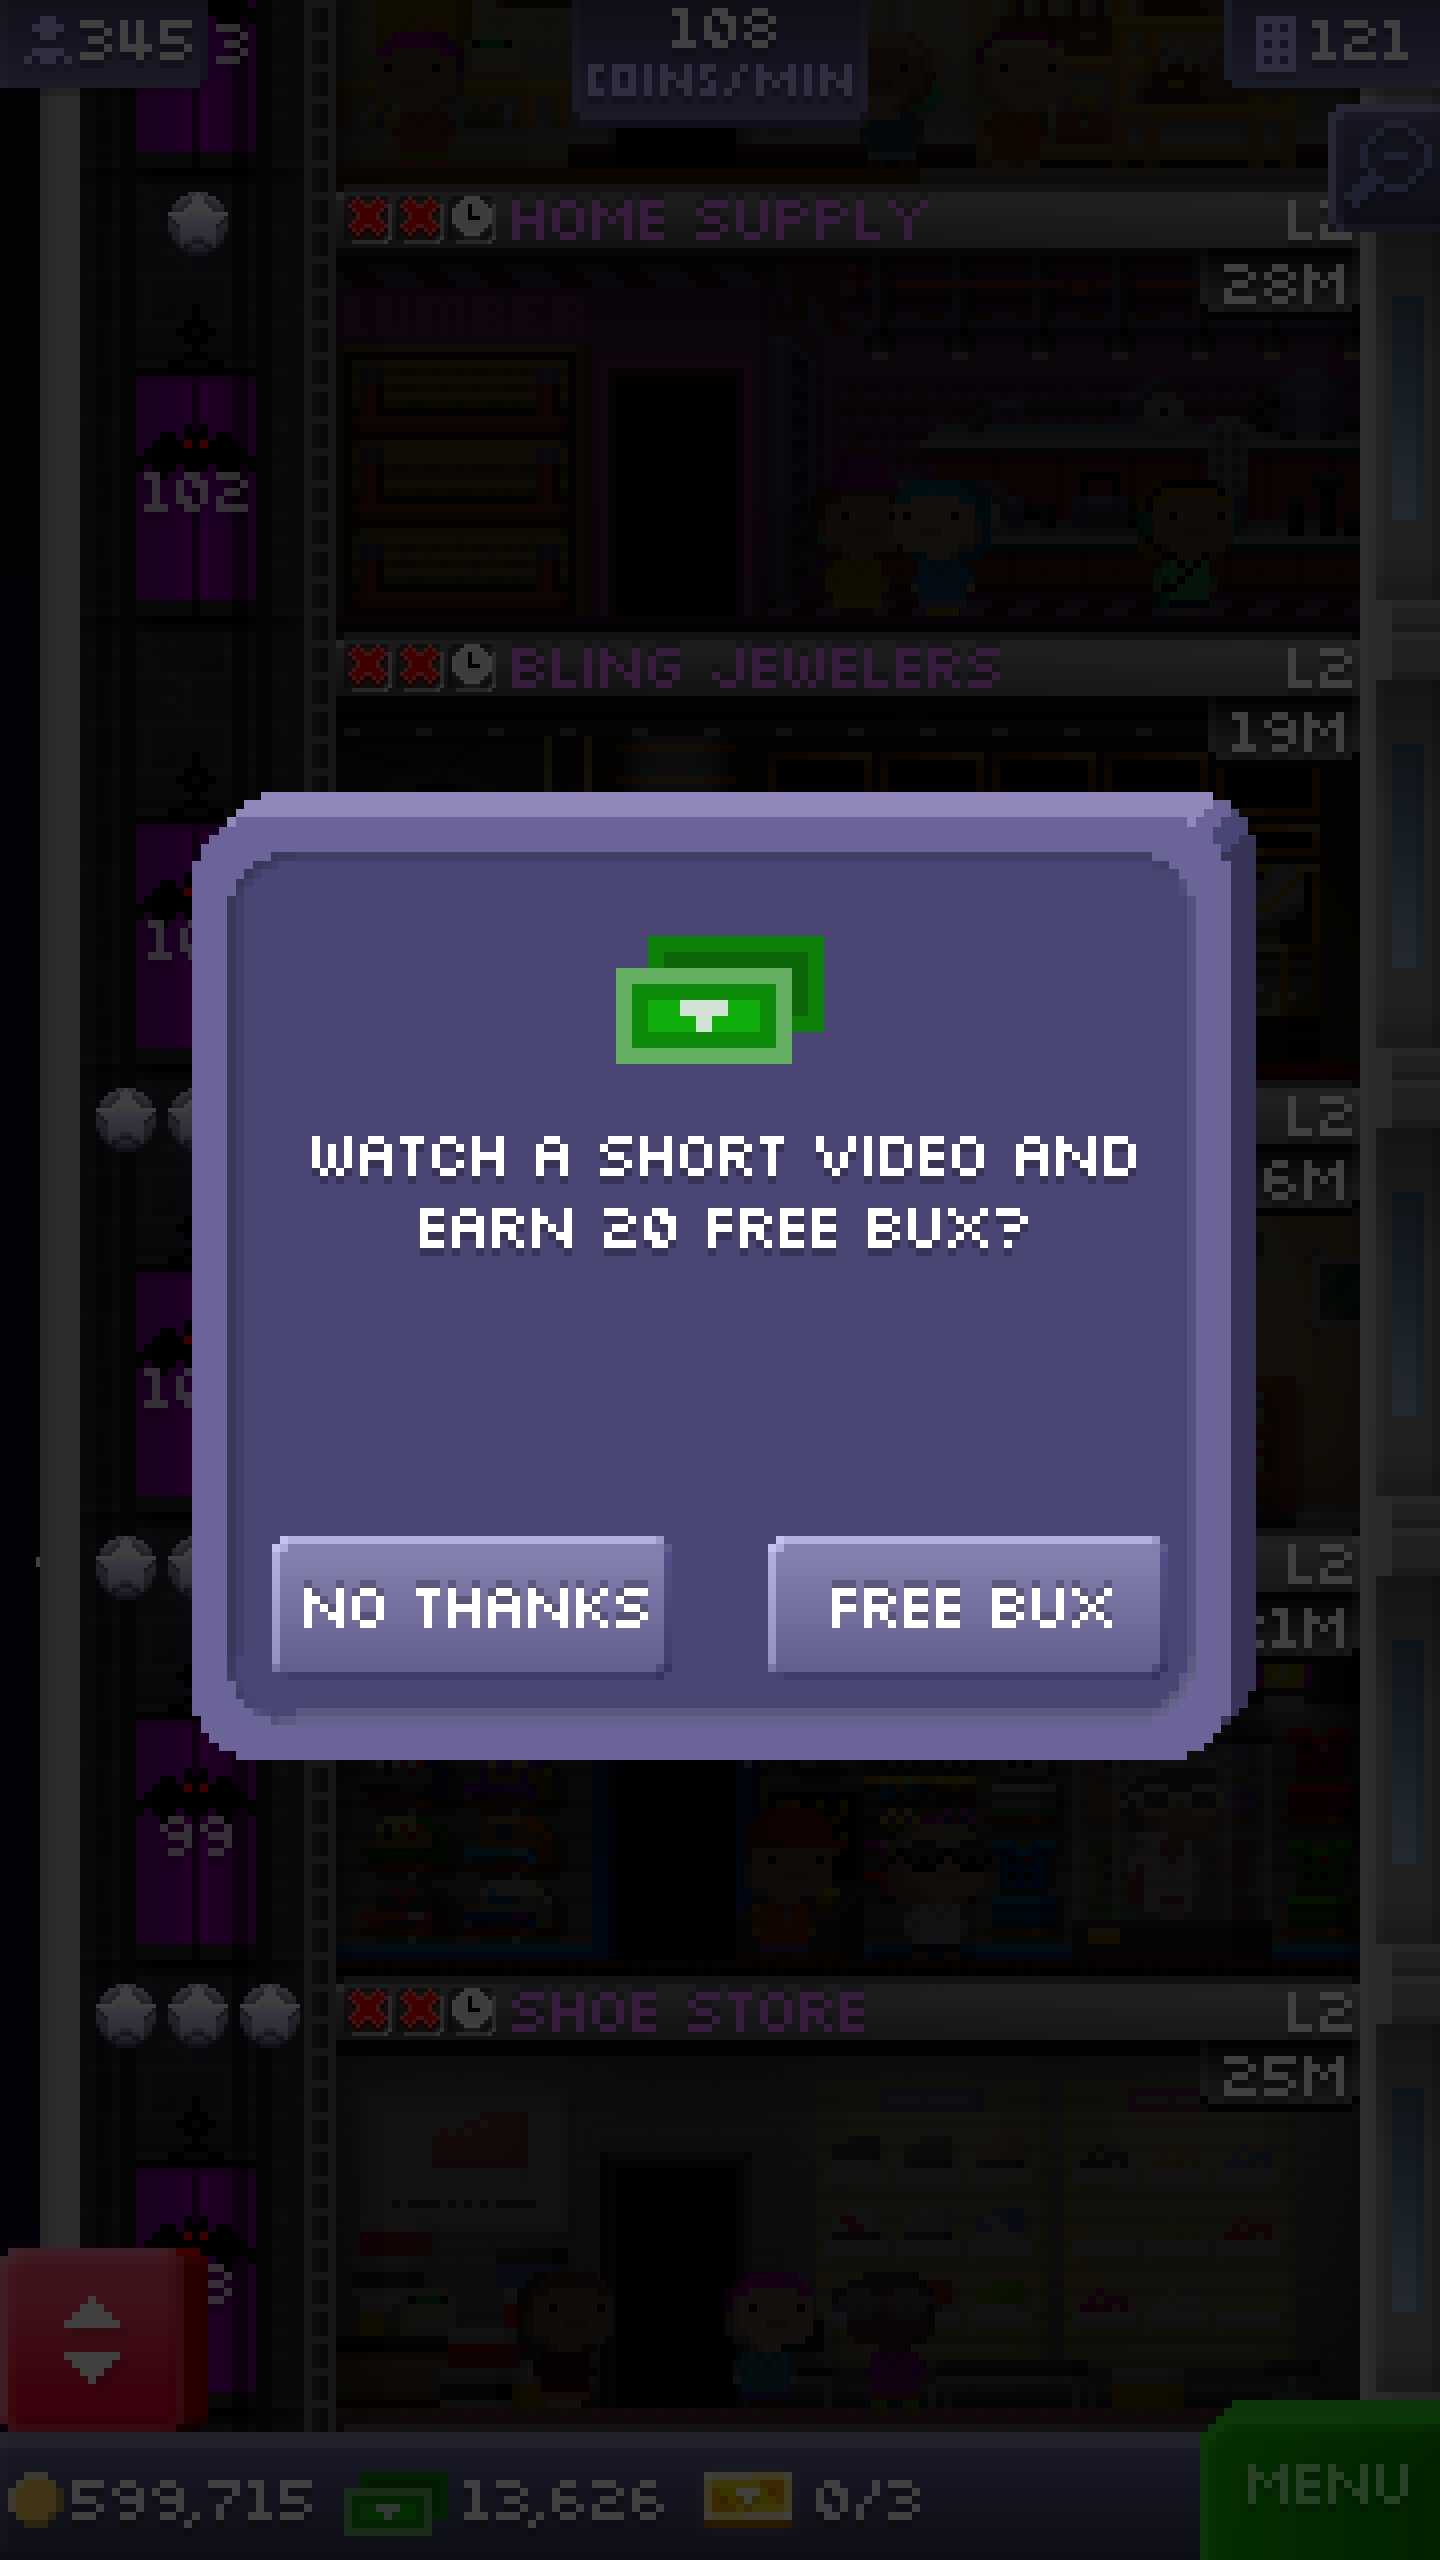 345
3
108
COINS/MIN
121
HOME SUPPLY
L2
28M
LUMBER
102
BLING JEWELERS
L2
19M
10
L2
6M
WATCH A SHORT VIDEO AND
EARN 20 FREE BUX?
10
L2
21M
NO THANKS
FREE BUX
99
SHOE STORE
L2
25M
599,715
13,626
0/3
MENU